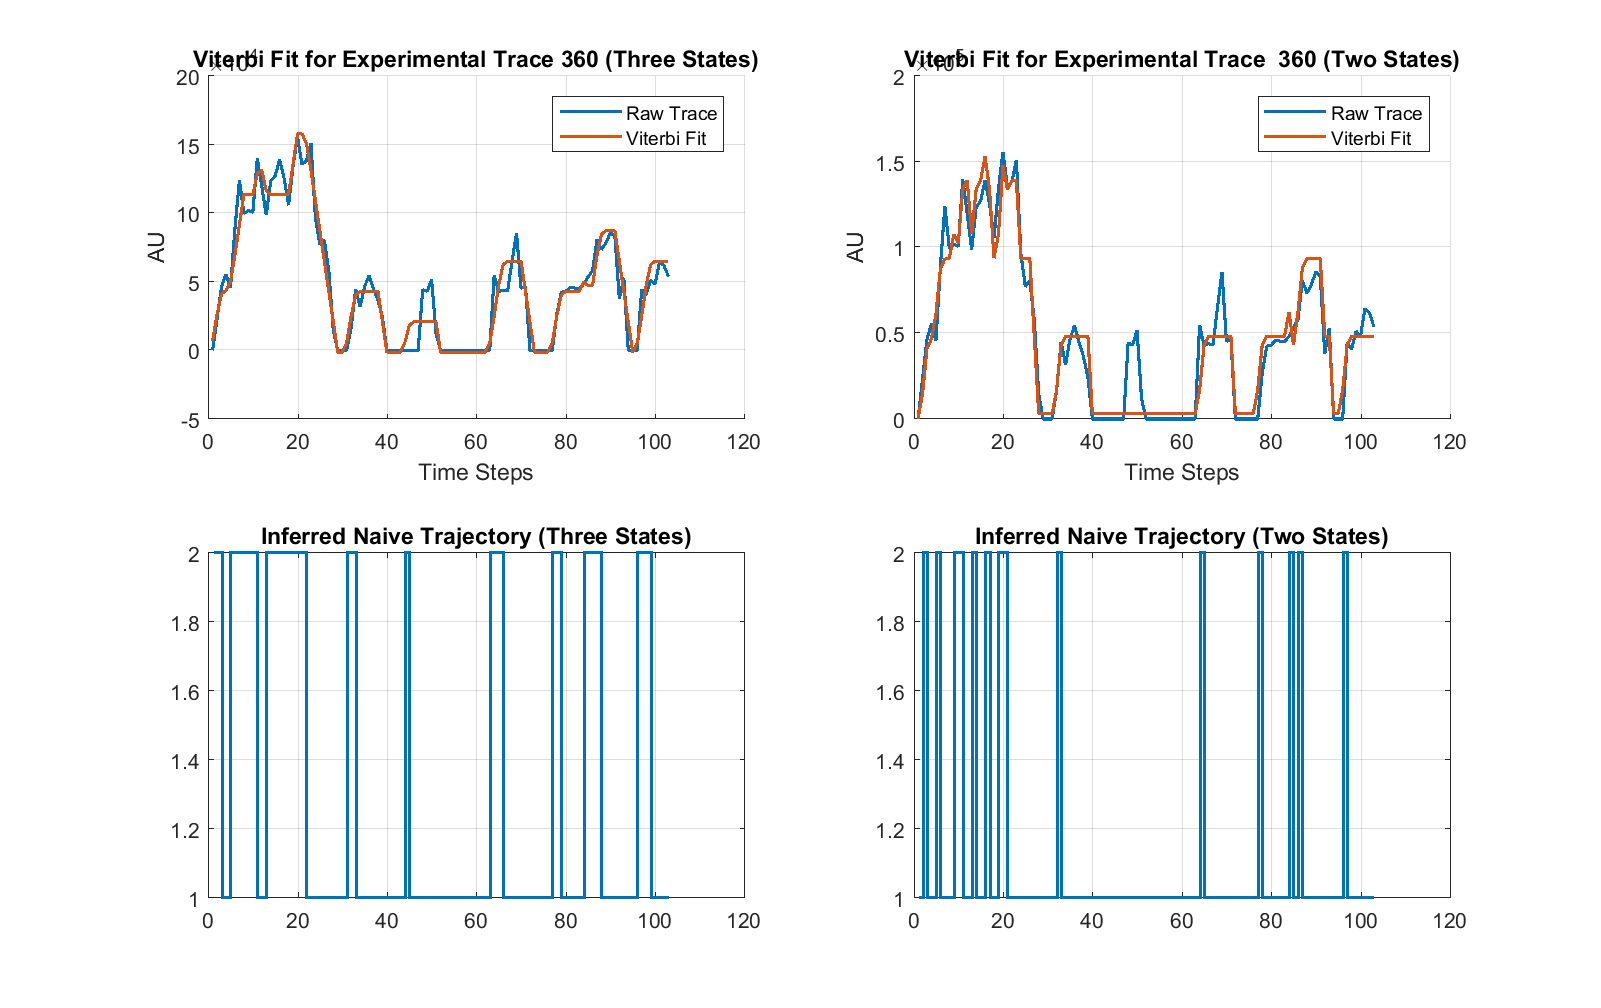 Viterbi Fit for Experimental Trace 360 (Three States)
×10
20
15
10
5
0
-5
AU
Raw Trace
Viterbi Fit
0 20 40 60 80 100 120
Time Steps
Viterbi Fit for Experimental Trace 360 (Two States)
×10
2
1.5
1
0.5
0
AU
Raw Trace
Viterbi Fit
0 20 40 60 80 100 120
Time Steps
Inferred Naive Trajectory (Three States)
2
1.8
1.6
1.4
1.2
1
0 20 40 60 80 100 120
Inferred Naive Trajectory (Two States)
2
1.8
1.6
1.4
1.2
1
0 20 40 60 80 100 120